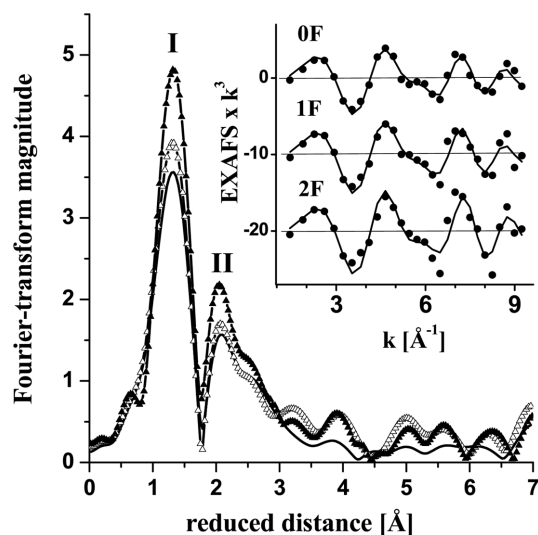 Fourier-transform magnitude
5
4
3
2
1
0
I
II
0 1 2 3 4 5 6 7
reduced distance [Å]
EXAFS x k³
0
-10
-20
0F
1F
2F
3 6 9
k [Å⁻¹]